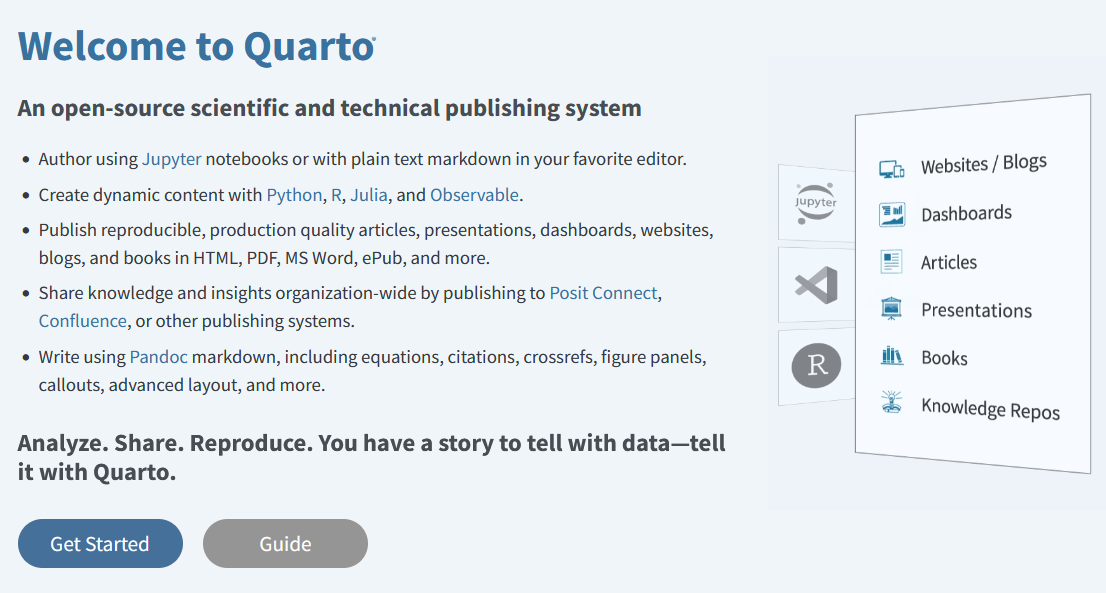 Welcome to Quarto®
An open-source scientific and technical publishing system
Author using Jupyter notebooks or with plain text markdown in your favorite editor.
Create dynamic content with Python, R, Julia, and Observable.
Publish reproducible, production quality articles, presentations, dashboards, websites,
blogs, and books in HTML, PDF, MS Word, ePub, and more.
Share knowledge and insights organization-wide by publishing to Posit Connect,
Confluence, or other publishing systems.
Write using Pandoc markdown, including equations, citations, crossrefs, figure panels,
callouts, advanced layout, and more.
Analyze. Share. Reproduce. You have a story to tell with data—tell
it with Quarto.
Get Started
Guide
Jupyter
R
Websites / Blogs
Dashboards
Articles
Presentations
Books
Knowledge Repos